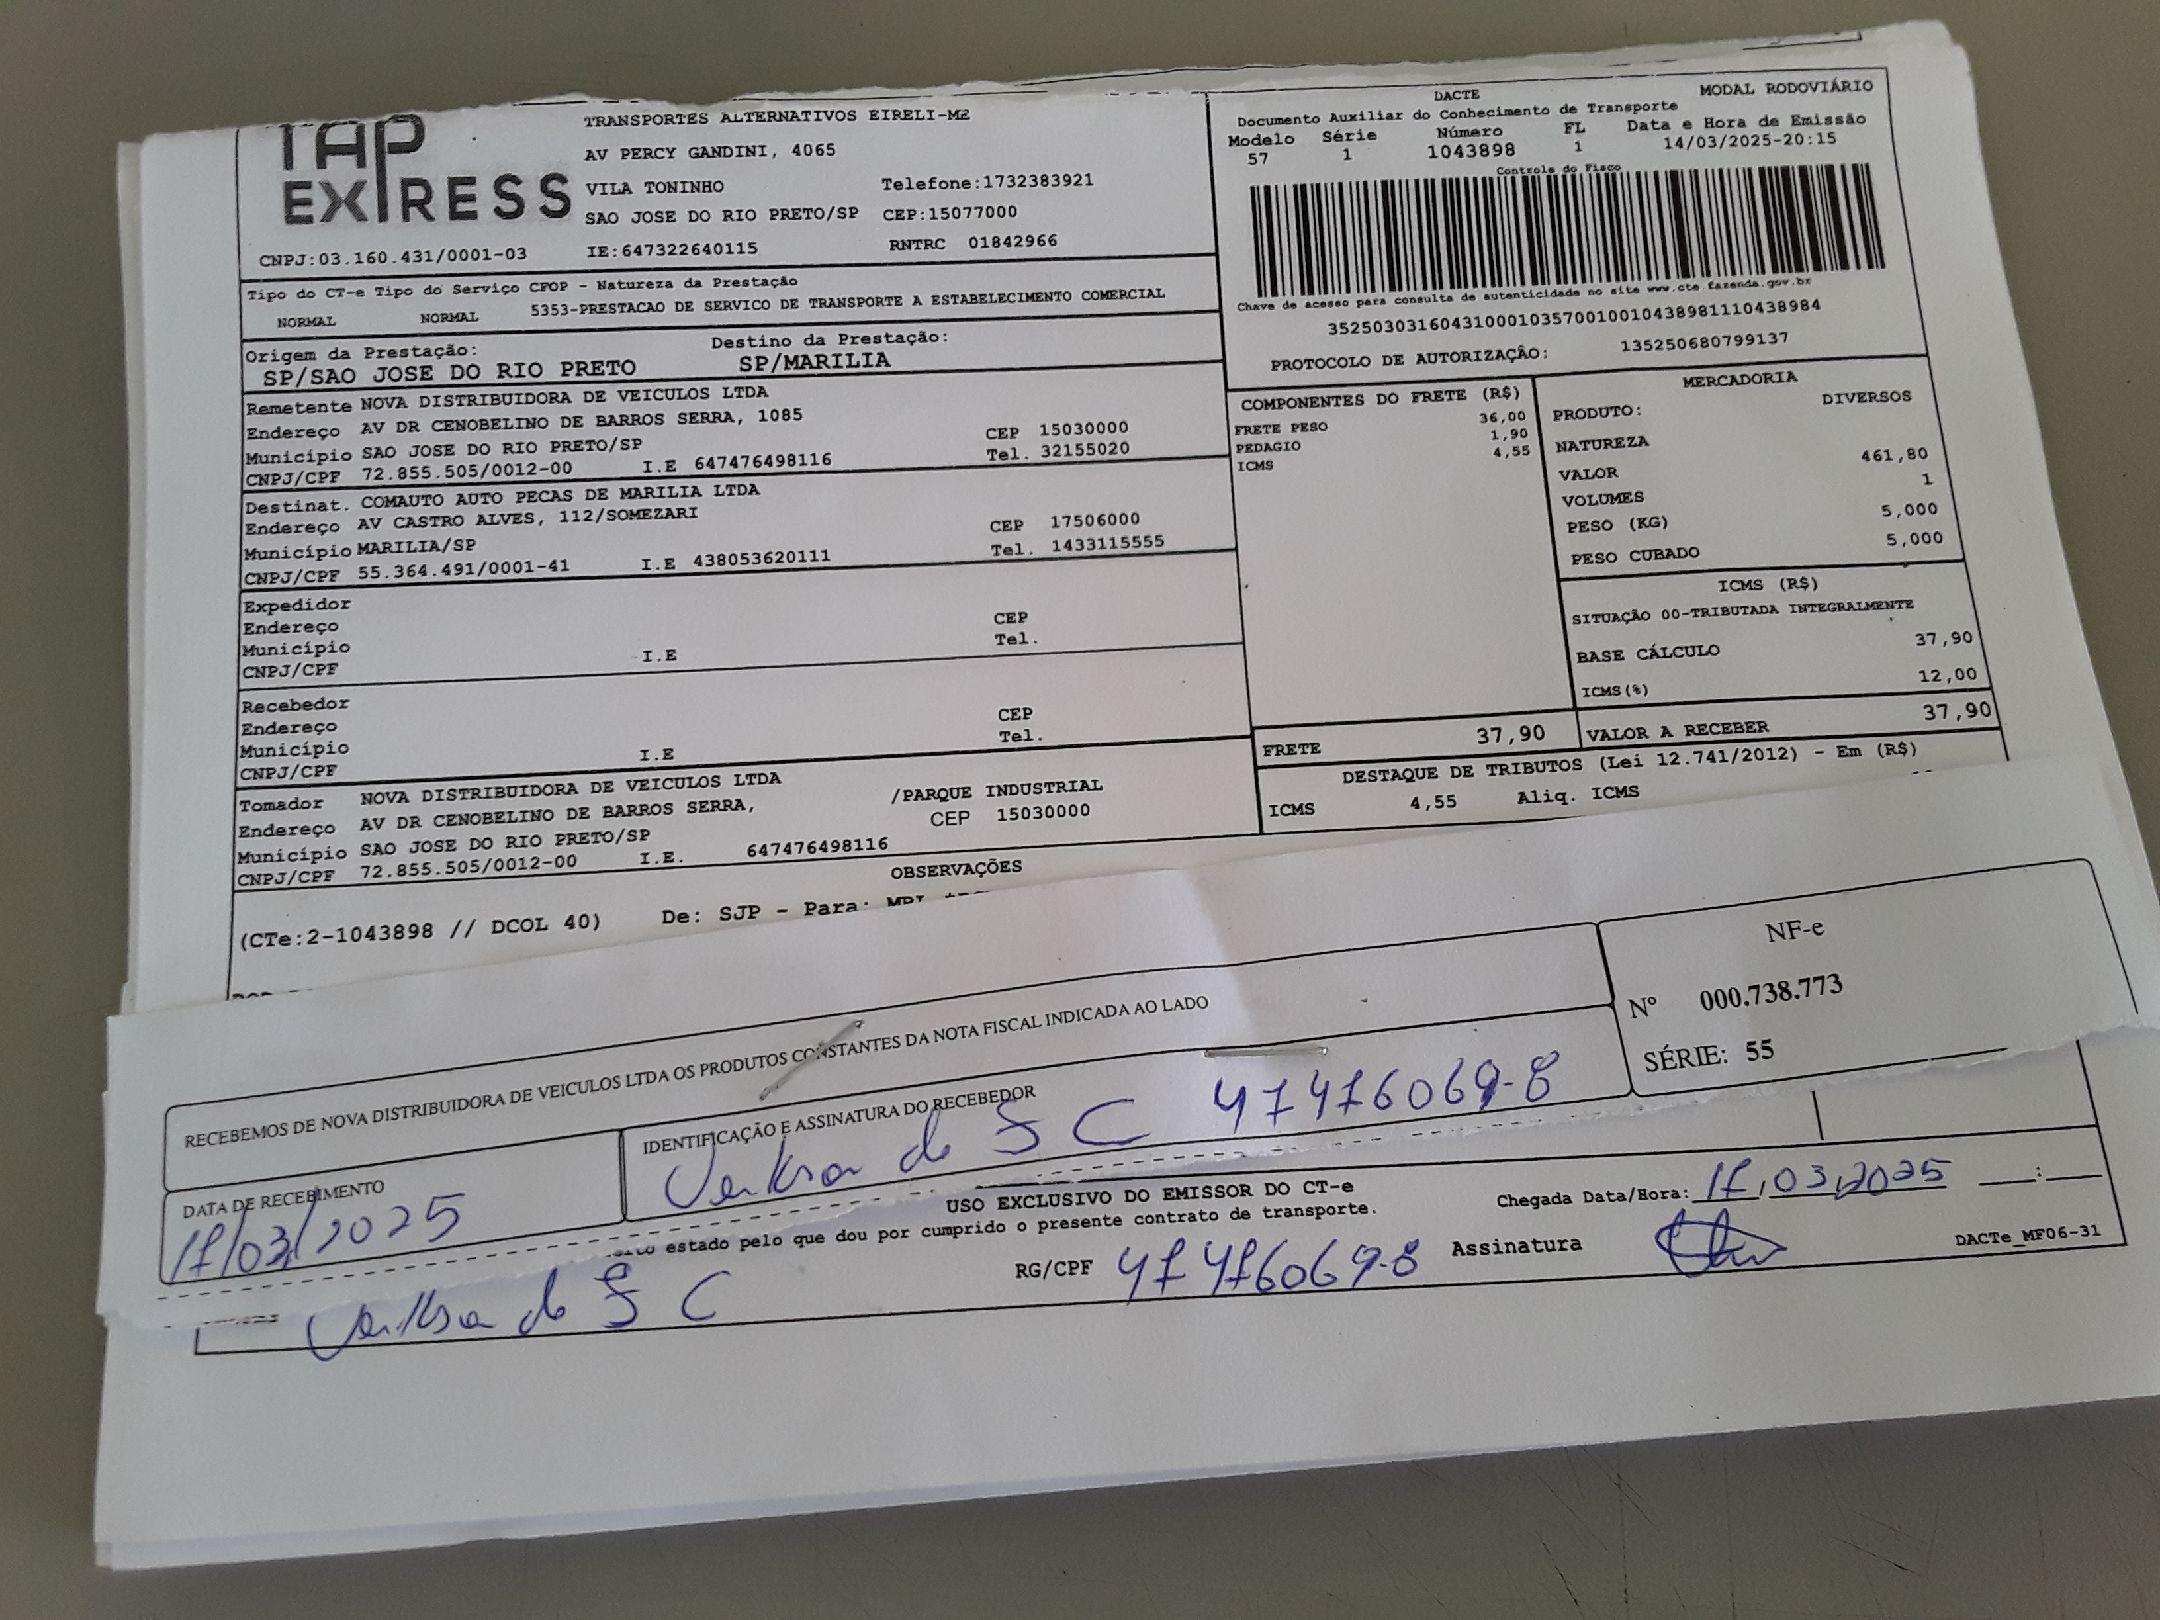 TAP
EXPRESS
TRANSPORTES ALTERNATIVOS EIRELI-ME
AV PERCY GANDINI, 4065
VILA TONINHO Telefone:1732383921
SAO JOSE DO RIO PRETO/SP CEP:15077000
CNPJ:03.160.431/0001-03 IE:647322640115 RNTRC 01842966
DACTE MODAL RODOVIÁRIO
Documento Auxiliar do Conhecimento de Transporte
Modelo Série Número FL Data e Hora de Emissão
57 1 1043898 1 14/03/2025-20:15
Controle do Fisco
Chave de acesso para consulta de autenticidade no site www.cte.fazenda.gov.br
35250303160431000103570010010438981110438984
PROTOCOLO DE AUTORIZAÇÃO: 135250680799137
Tipo do CT-e Tipo do Serviço CFOP - Natureza da Prestação
NORMAL NORMAL 5353-PRESTACAO DE SERVICO DE TRANSPORTE A ESTABELECIMENTO COMERCIAL
Origem da Prestação: Destino da Prestação:
SP/SAO JOSE DO RIO PRETO SP/MARILIA
Remetente NOVA DISTRIBUIDORA DE VEICULOS LTDA
Endereço AV DR CENOBELINO DE BARROS SERRA, 1085
Município SAO JOSE DO RIO PRETO/SP CEP 15030000
CNPJ/CPF 72.855.505/0012-00 I.E 647476498116 Tel. 32155020
Destinat. COMAUTO AUTO PECAS DE MARILIA LTDA
Endereço AV CASTRO ALVES, 112/SOMEZARI
Município MARILIA/SP CEP 17506000
CNPJ/CPF 55.364.491/0001-41 I.E 438053620111 Tel. 1433115555
Expedidor
Endereço CEP
Município Tel.
CNPJ/CPF I.E
Recebedor
Endereço CEP
Município Tel.
CNPJ/CPF I.E
Tomador NOVA DISTRIBUIDORA DE VEICULOS LTDA
Endereço AV DR CENOBELINO DE BARROS SERRA, /PARQUE INDUSTRIAL
Município SAO JOSE DO RIO PRETO/SP CEP 15030000
CNPJ/CPF 72.855.505/0012-00 I.E. 647476498116
COMPONENTES DO FRETE (R$)
FRETE PESO 36,00
PEDAGIO 1,90
ICMS 4,55
MERCADORIA
PRODUTO: DIVERSOS
NATUREZA
VALOR 461,80
VOLUMES 1
PESO (KG) 5,000
PESO CUBADO 5,000
ICMS (R$)
SITUAÇÃO 00-TRIBUTADA INTEGRALMENTE
BASE CÁLCULO 37,90
ICMS(%) 12,00
FRETE 37,90 VALOR A RECEBER 37,90
DESTAQUE DE TRIBUTOS (Lei 12.741/2012) - Em (R$)
ICMS 4,55 Aliq. ICMS
OBSERVAÇÕES
(CTe:2-1043898 // DCOL 40) De: SJP - Para:
RECEBEMOS DE NOVA DISTRIBUIDORA DE VEICULOS LTDA OS PRODUTOS CONSTANTES DA NOTA FISCAL INDICADA AO LADO
NF-e
Nº 000.738.773
SÉRIE: 55
DATA DE RECEBIMENTO
17/03/2025
IDENTIFICAÇÃO E ASSINATURA DO RECEBEDOR
S C 47476069-8
USO EXCLUSIVO DO EMISSOR DO CT-e
estado pelo que dou por cumprido o presente contrato de transporte.
Chegada Data/Hora: 17,03,2025 __:__
S C
RG/CPF 47476069-8 Assinatura
DACTe_MF06-31